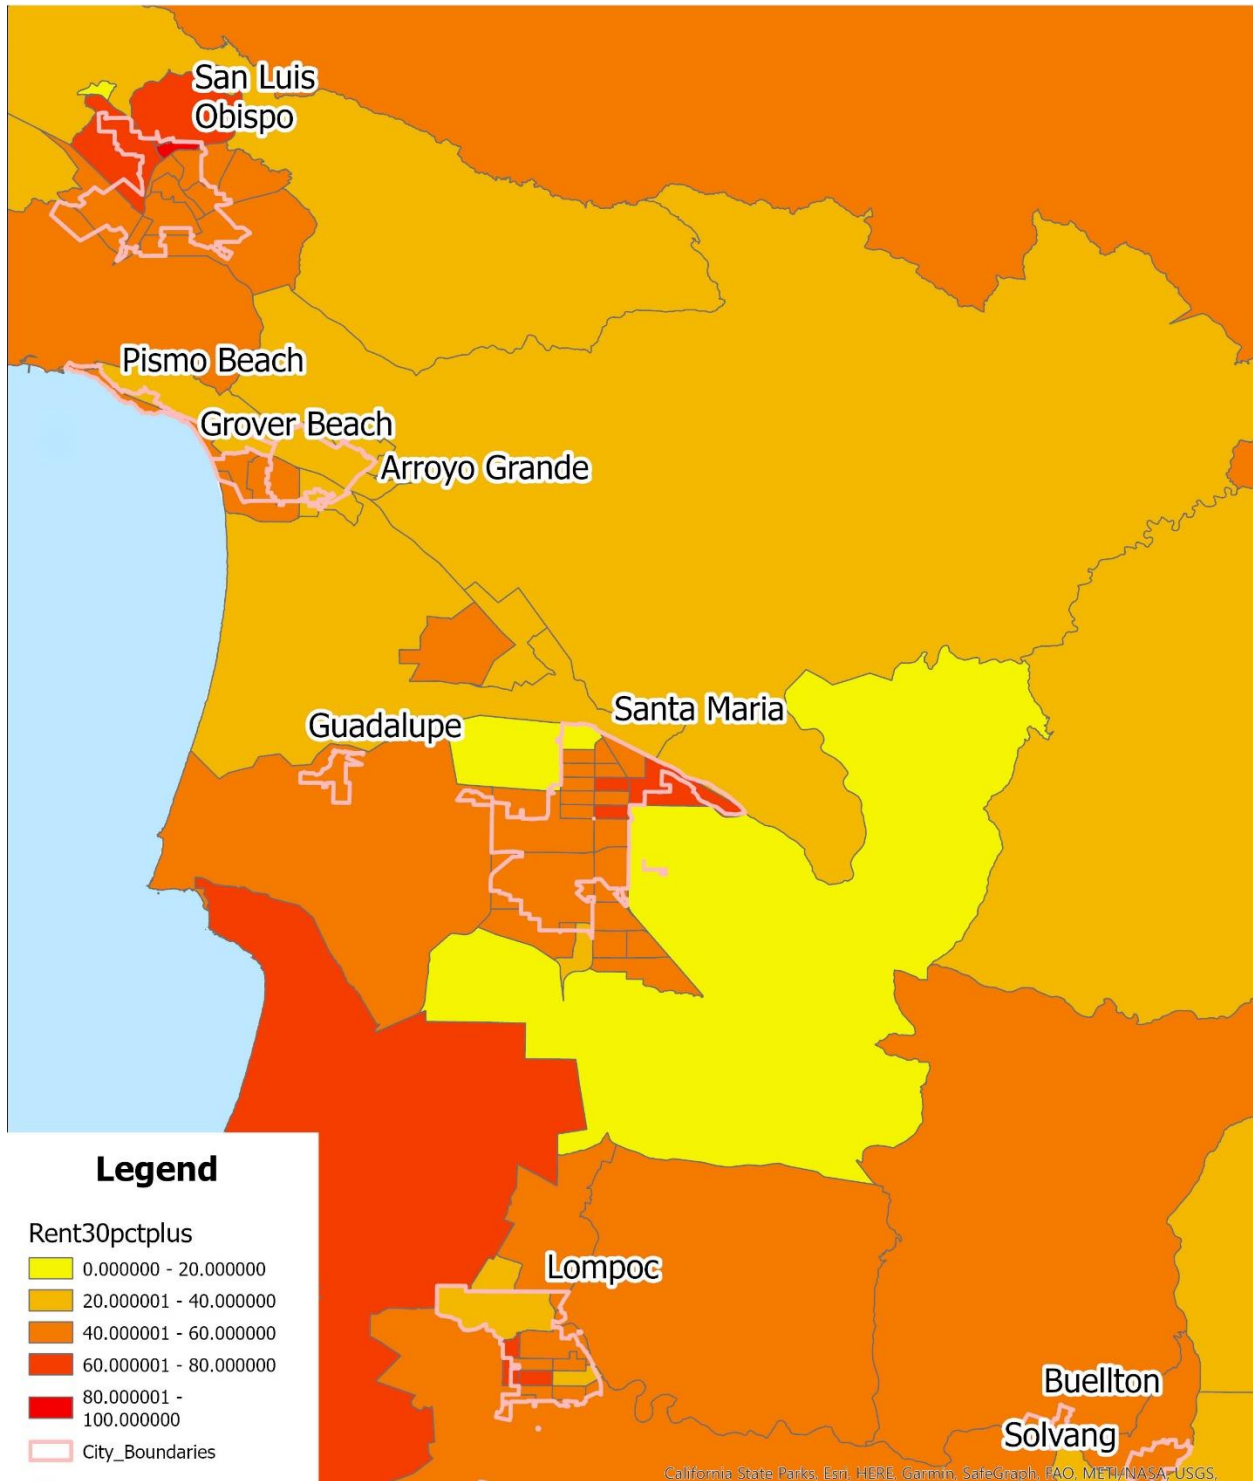 San Luis
Obispo
Pismo Beach
Grover Beach
Arroyo Grande
Guadalupe
Santa Maria
Lompoc
Buellton
Solvang
Legend
Rent30pctplus
0.000000 - 20.000000
20.000001 - 40.000000
40.000001 - 60.000000
60.000001 - 80.000000
80.000001 -
100.000000
City_Boundaries
California State Parks, Esri, HERE, Garmin, SafeGraph, FAO, METI/NASA, USGS,